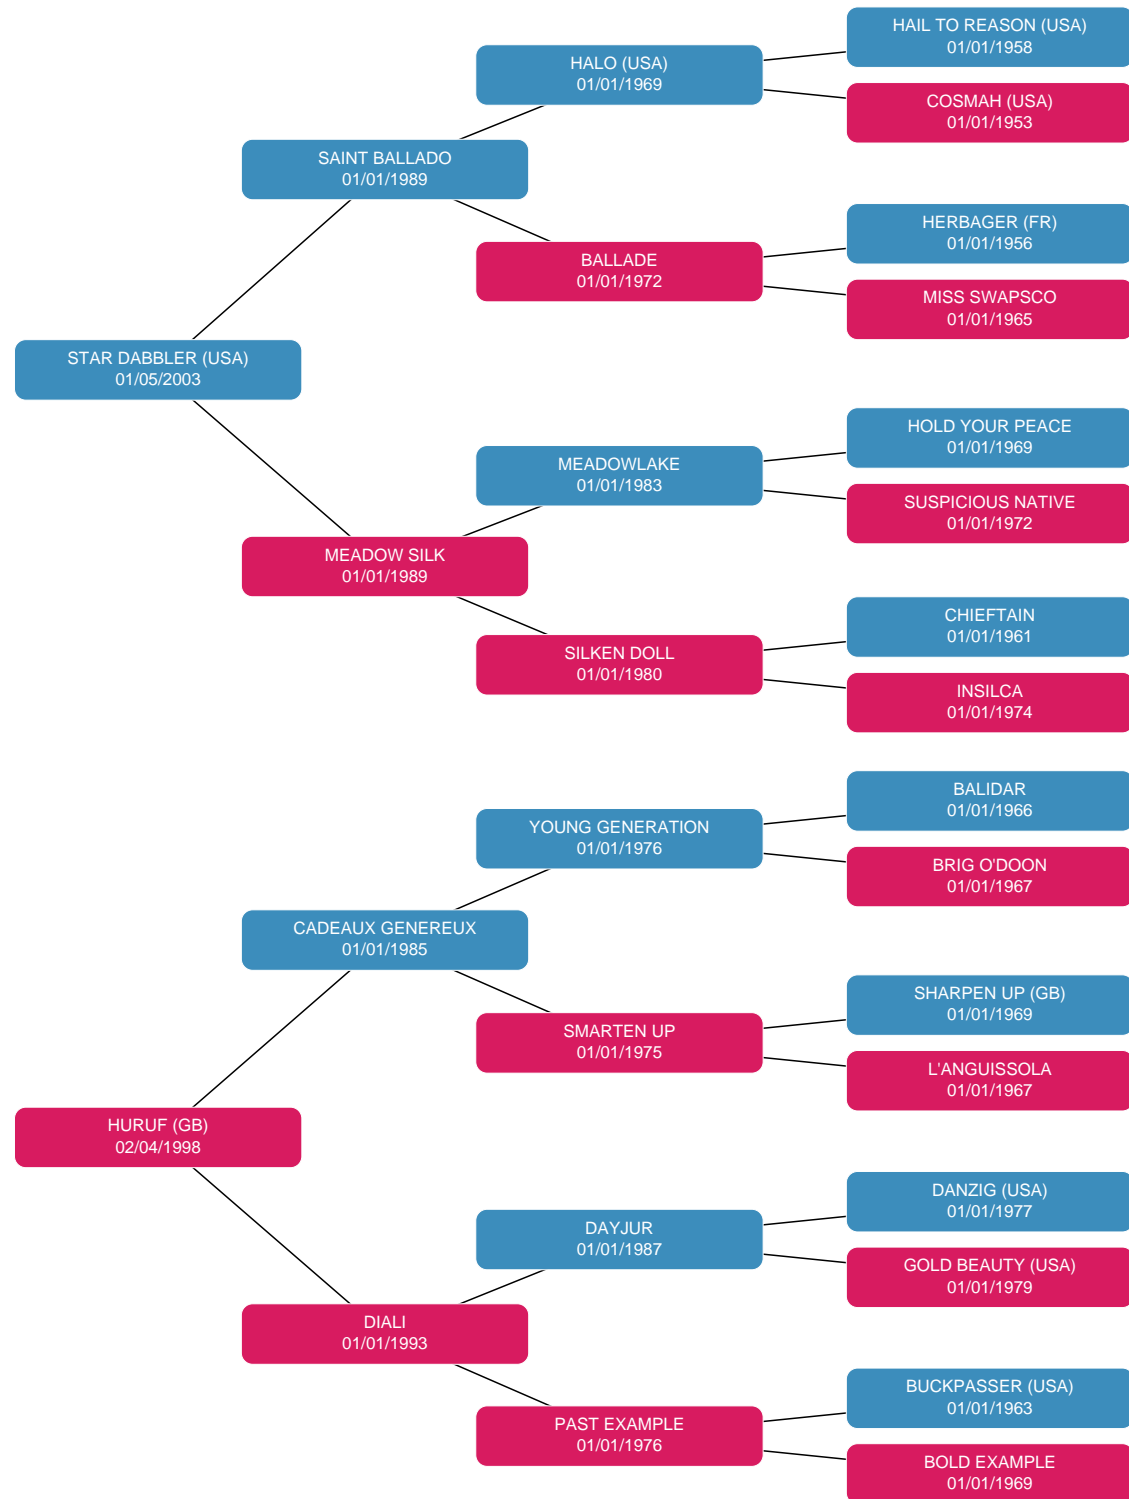 HAIL TO REASON (USA)
01/01/1958
HALO (USA)
01/01/1969
COSMAH (USA)
01/01/1953
SAINT BALLADO
01/01/1989
HERBAGER (FR)
01/01/1956
BALLADE
01/01/1972
MISS SWAPSCO
01/01/1965
STAR DABBLER (USA)
01/05/2003
HOLD YOUR PEACE
01/01/1969
MEADOWLAKE
01/01/1983
SUSPICIOUS NATIVE
01/01/1972
MEADOW SILK
01/01/1989
CHIEFTAIN
01/01/1961
SILKEN DOLL
01/01/1980
INSILCA
01/01/1974
BALIDAR
01/01/1966
YOUNG GENERATION
01/01/1976
BRIG O'DOON
01/01/1967
CADEAUX GENEREUX
01/01/1985
SHARPEN UP (GB)
01/01/1969
SMARTEN UP
01/01/1975
L'ANGUISSOLA
01/01/1967
HURUF (GB)
02/04/1998
DANZIG (USA)
01/01/1977
DAYJUR
01/01/1987
GOLD BEAUTY (USA)
01/01/1979
DIALI
01/01/1993
BUCKPASSER (USA)
01/01/1963
PAST EXAMPLE
01/01/1976
BOLD EXAMPLE
01/01/1969